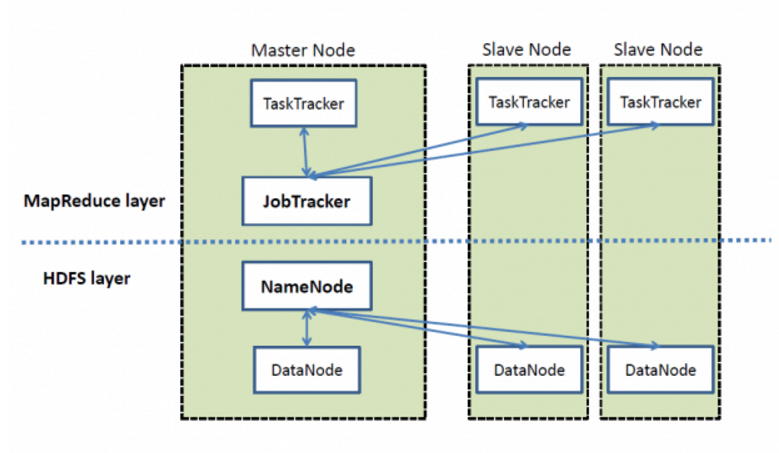 Master Node
Slave Node
Slave Node
TaskTracker
TaskTracker
TaskTracker
MapReduce layer
JobTracker
HDFS layer
NameNode
DataNode
DataNode
DataNode